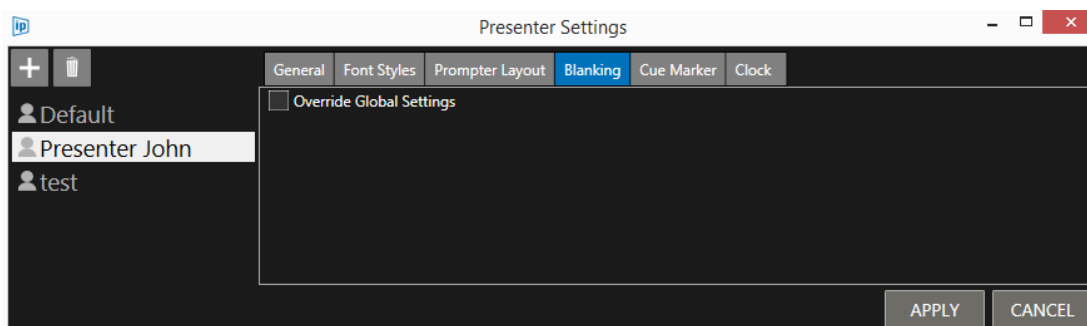 ip
Presenter Settings
General Font Styles Prompter Layout Blanking Cue Marker Clock
Override Global Settings
Default
Presenter John
test
APPLY CANCEL